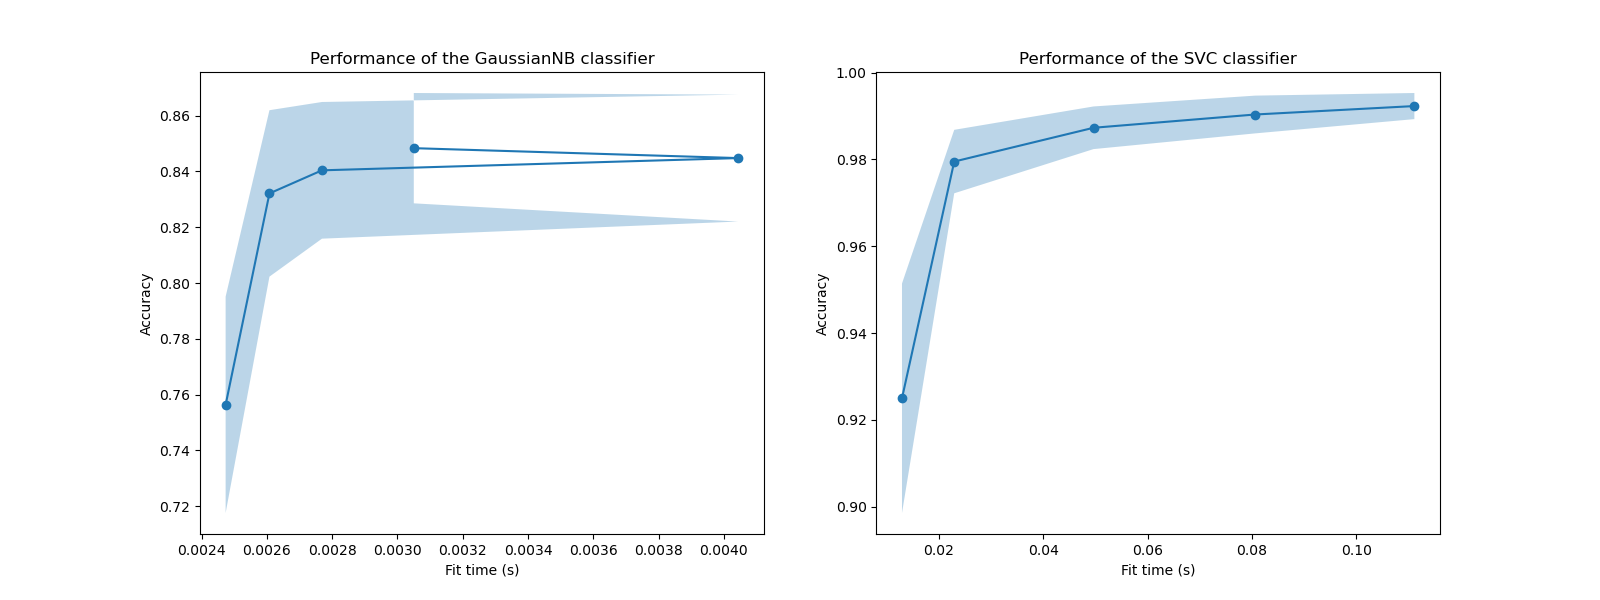 Performance of the GaussianNB classifier
Accuracy
0.86
0.84
0.82
0.80
0.78
0.76
0.74
0.72
0.0024 0.0026 0.0028 0.0030 0.0032 0.0034 0.0036 0.0038 0.0040
Fit time (s)
Performance of the SVC classifier
Accuracy
1.00
0.98
0.96
0.94
0.92
0.90
0.02 0.04 0.06 0.08 0.10
Fit time (s)